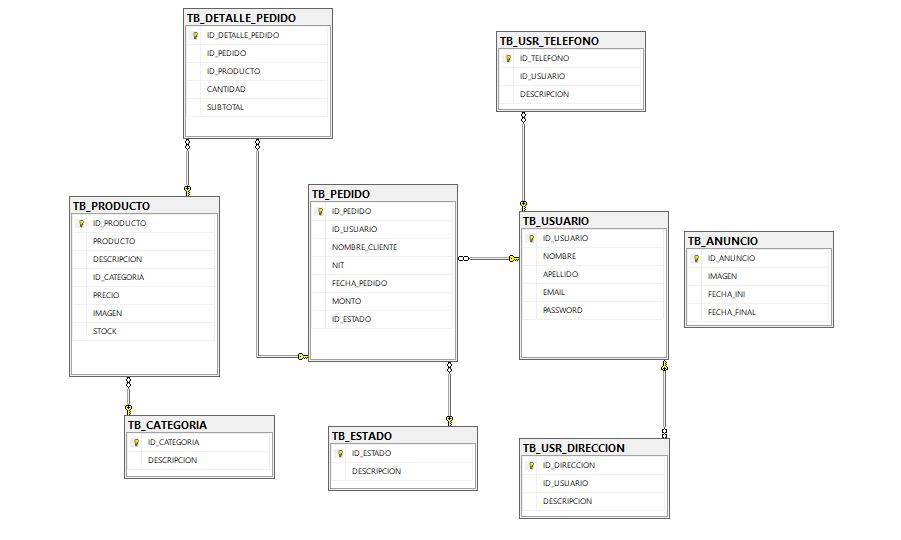 TB_DETALLE_PEDIDO
ID_DETALLE_PEDIDO
ID_PEDIDO
ID_PRODUCTO
CANTIDAD
SUBTOTAL
TB_USR_TELEFONO
ID_TELEFONO
ID_USUARIO
DESCRIPCION
TB_PRODUCTO
ID_PRODUCTO
PRODUCTO
DESCRIPCION
ID_CATEGORIA
PRECIO
IMAGEN
STOCK
TB_PEDIDO
ID_PEDIDO
ID_USUARIO
NOMBRE_CLIENTE
NIT
FECHA_PEDIDO
MONTO
ID_ESTADO
TB_USUARIO
ID_USUARIO
NOMBRE
APELLIDO
EMAIL
PASSWORD
TB_ANUNCIO
ID_ANUNCIO
IMAGEN
FECHA_INI
FECHA_FINAL
TB_CATEGORIA
ID_CATEGORIA
DESCRIPCION
TB_ESTADO
ID_ESTADO
DESCRIPCION
TB_USR_DIRECCION
ID_DIRECCION
ID_USUARIO
DESCRIPCION